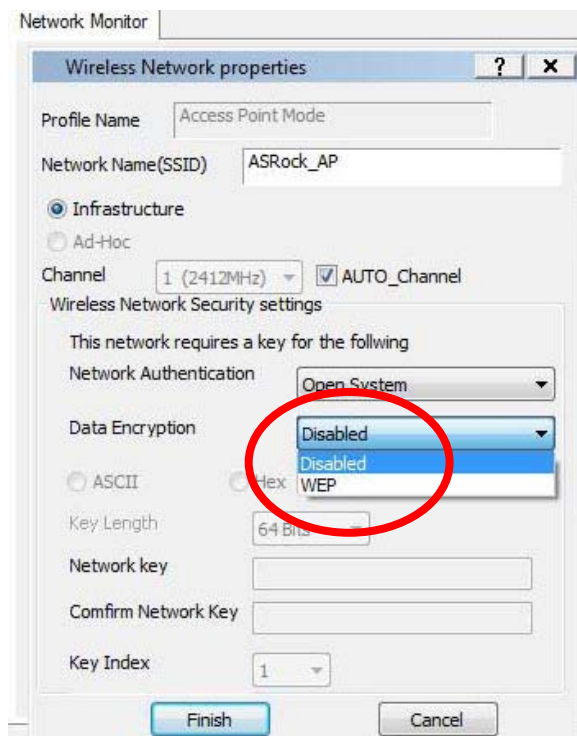 Network Monitor
Wireless Network properties ? X
Profile Name Access Point Mode
Network Name(SSID) ASRock_AP
Infrastructure
Ad-Hoc
Channel 1 (2412MHz) AUTO_Channel
Wireless Network Security settings
This network requires a key for the follwing
Network Authentication Open System
Data Encryption Disabled
Disabled
WEP
ASCII Hex
Key Length 64 Bits
Network key
Comfirm Network Key
Key Index 1
Finish Cancel